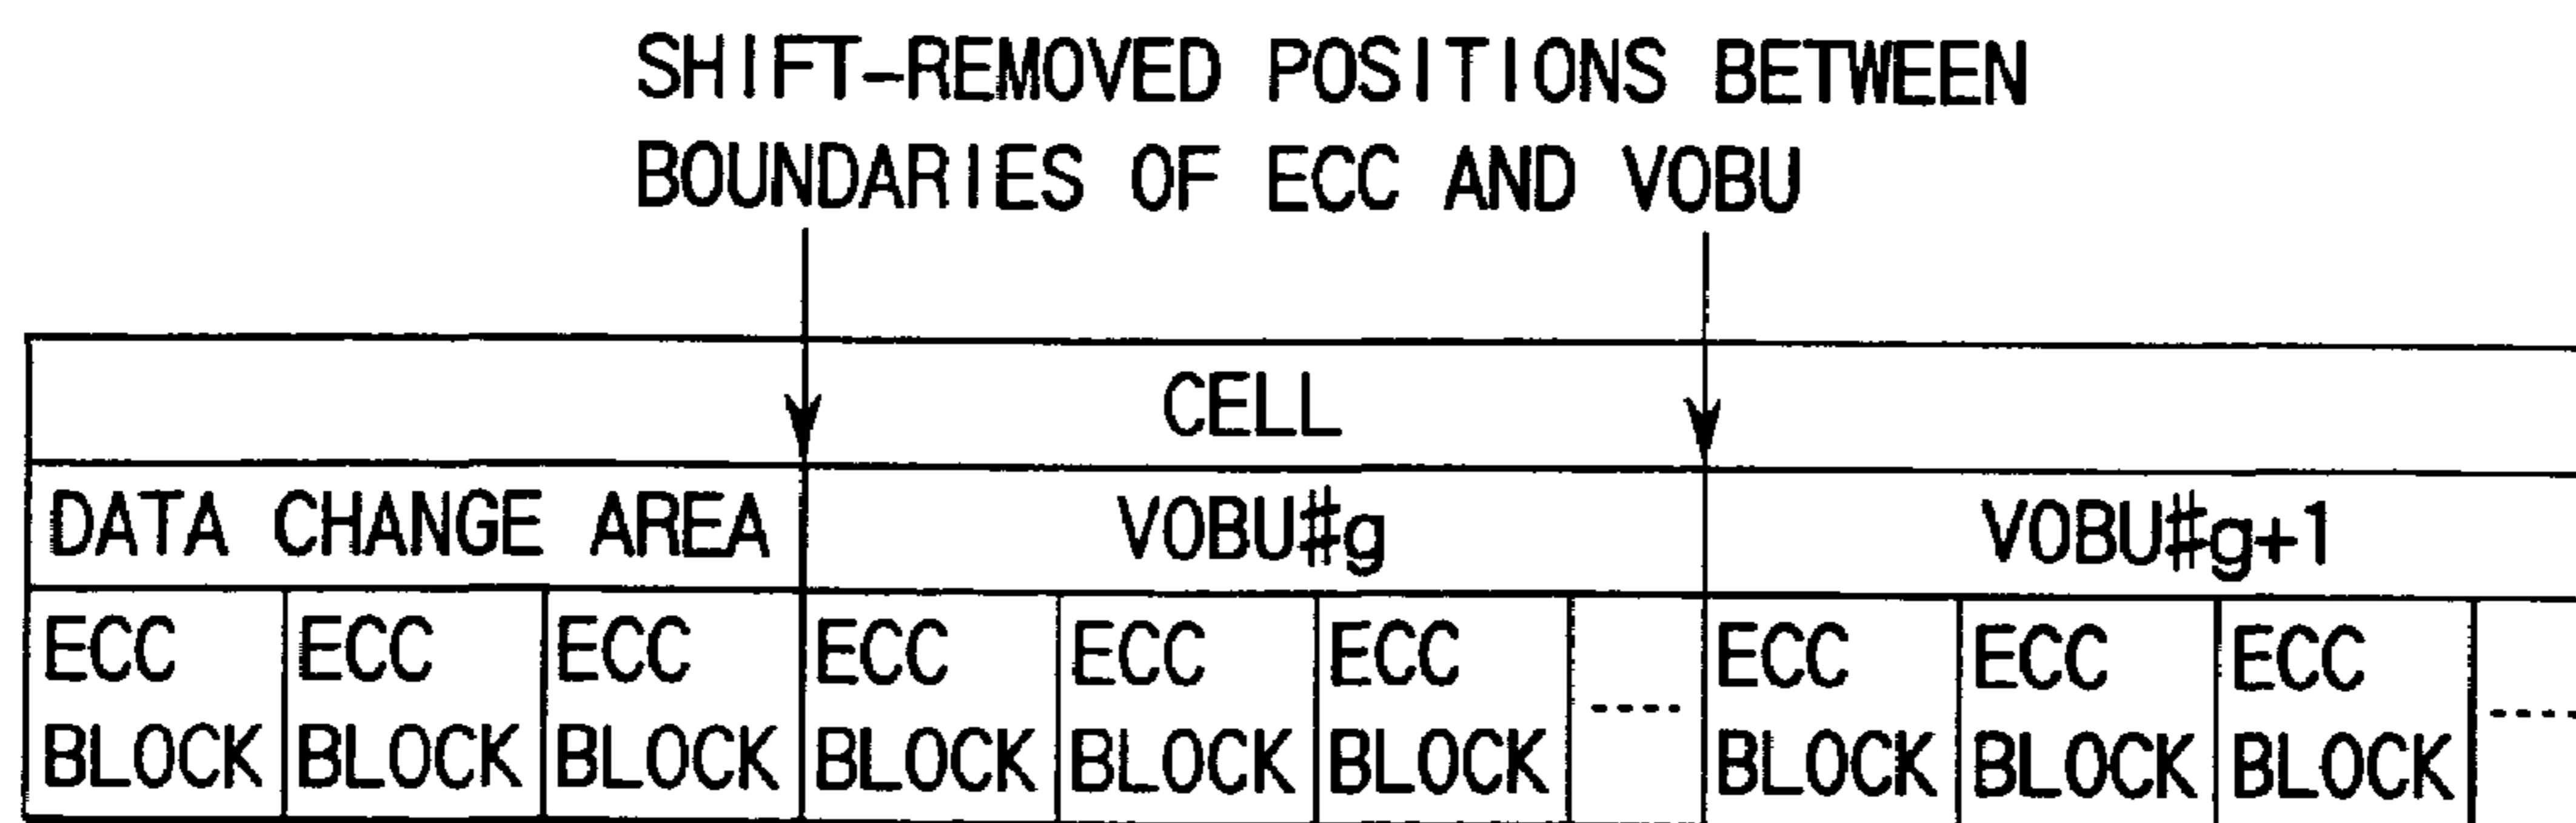 SHIFT-REMOVED POSITIONS BETWEEN
BOUNDARIES OF ECC AND VOBU
CELL
DATA CHANGE AREA VOBU#g VOBU#g+1
ECC ECC ECC ECC ECC ECC ECC ECC ECC
BLOCK BLOCK BLOCK BLOCK BLOCK BLOCK ---- BLOCK BLOCK BLOCK ----